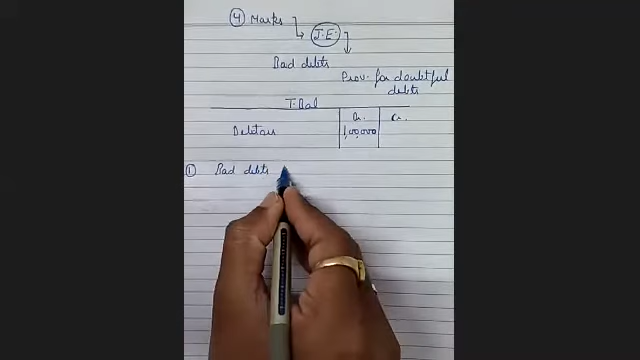 ④ Marks
J.E.
Bad debts
Prov. for doubtful debts
T. Bal
Dr. Cr.
Debtors 1,00,000
① Bad debts